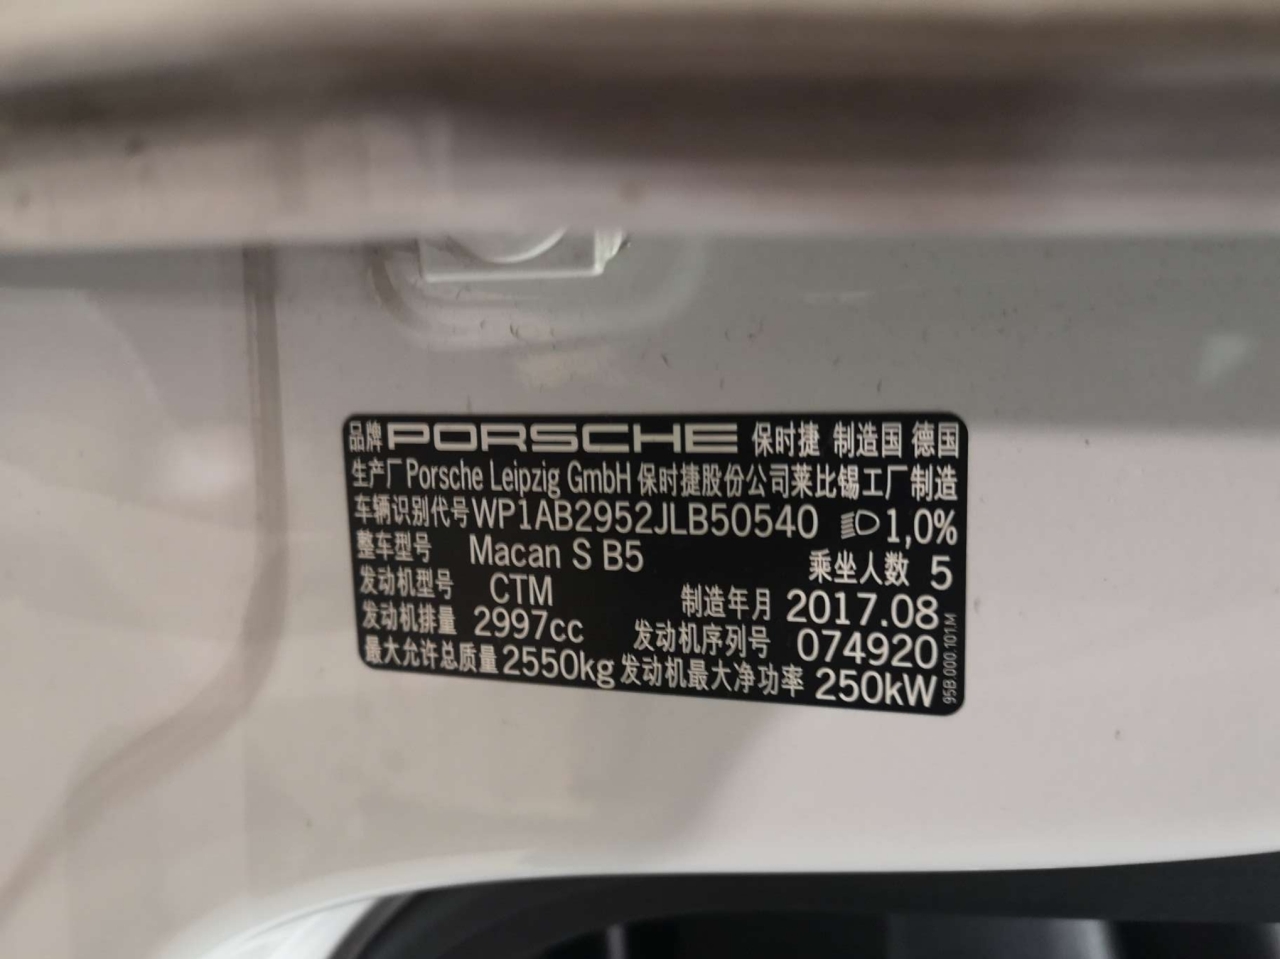 品牌 PORSCHE 保时捷 制造国 德国
生产厂 Porsche Leipzig GmbH 保时捷股份公司莱比锡工厂制造
车辆识别代号 WP1AB2952JLB50540 1,0%
整车型号 Macan S B5 乘坐人数 5
发动机型号 CTM 制造年月 2017.08
发动机排量 2997cc 发动机序列号 074920
最大允许总质量 2550kg 发动机最大净功率 250kW
95B.000.101.M